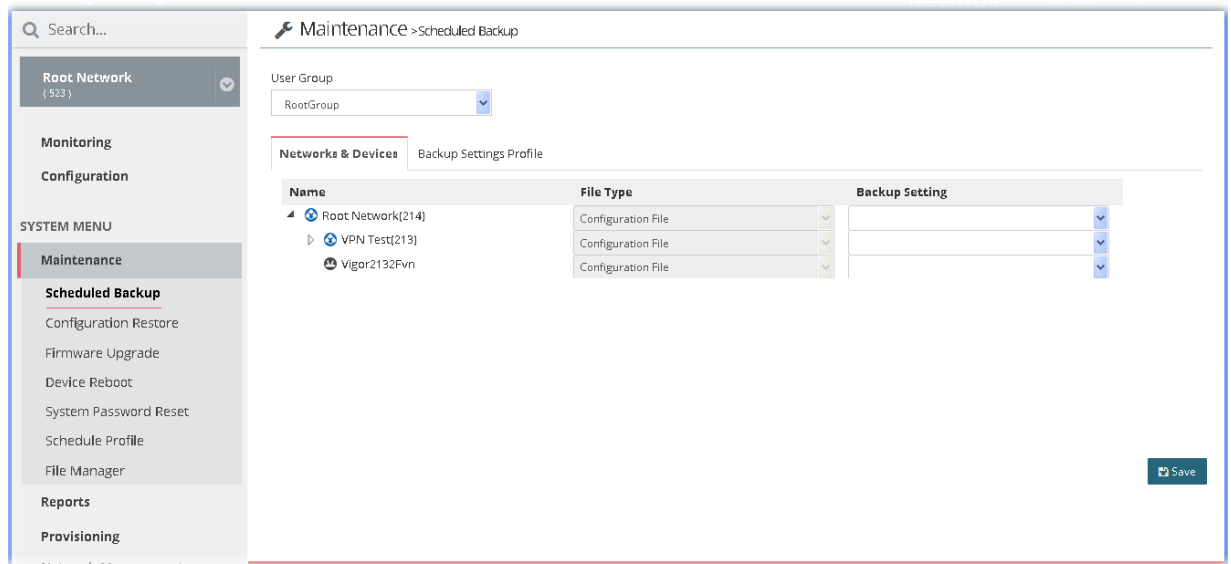 Search...
Maintenance >Scheduled Backup
Root Network
( 523 )
User Group
RootGroup
Monitoring
Configuration
Networks & Devices
Backup Settings Profile
Name File Type Backup Setting
Root Network[214] Configuration File
VPN Test[213] Configuration File
Vigor2132Fvn Configuration File
SYSTEM MENU
Maintenance
Scheduled Backup
Configuration Restore
Firmware Upgrade
Device Reboot
System Password Reset
Schedule Profile
File Manager
Save
Reports
Provisioning